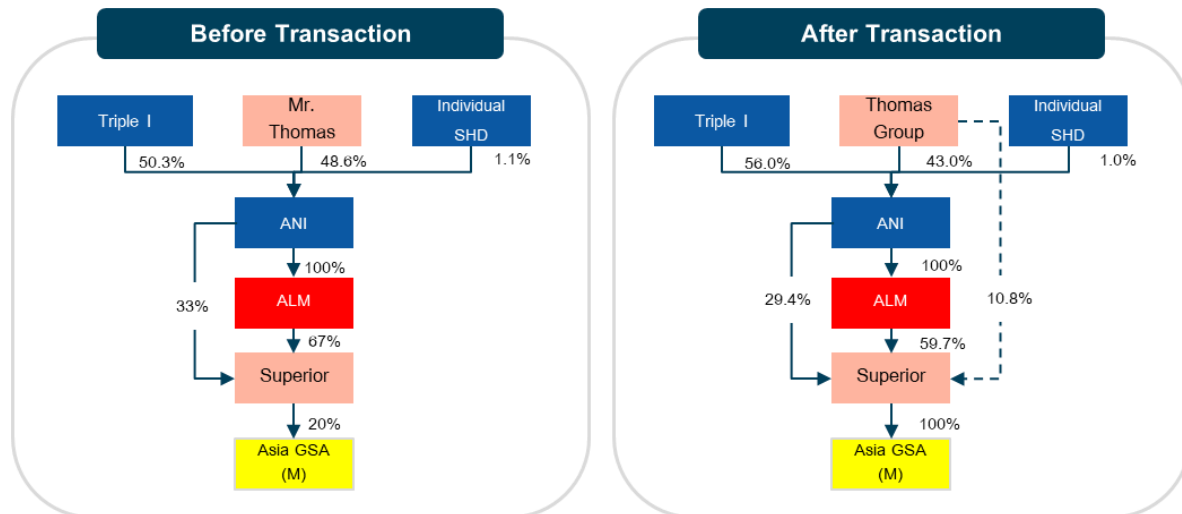 Before Transaction
Triple I
Mr.
Thomas
Individual
SHD
50.3%
48.6%
1.1%
ANI
100%
33%
ALM
67%
Superior
20%
Asia GSA
(M)
After Transaction
Triple I
Thomas
Group
Individual
SHD
56.0%
43.0%
1.0%
ANI
100%
29.4%
ALM
10.8%
59.7%
Superior
100%
Asia GSA
(M)